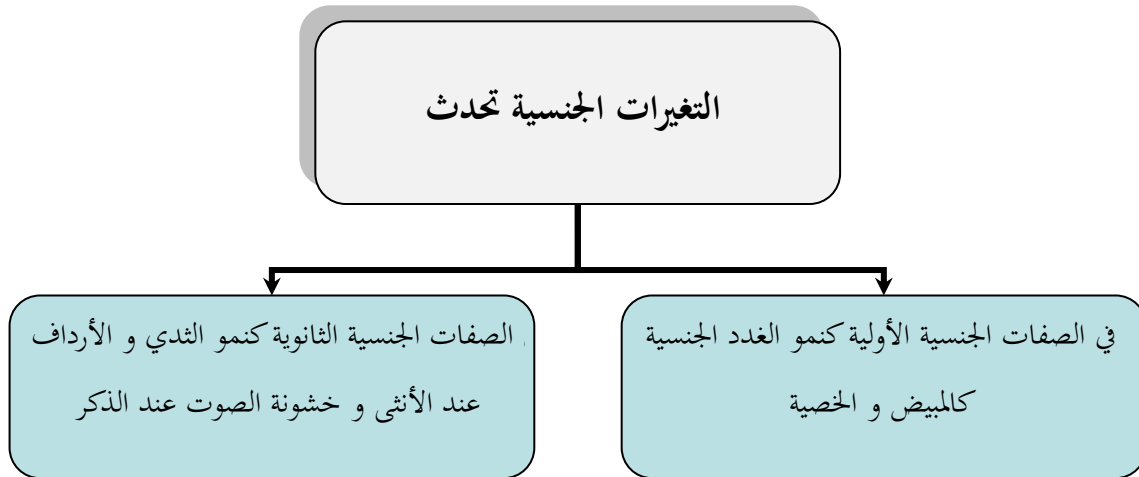 التغيرات الجنسية تحدث
في الصفات الجنسية الأولية كنمو الغدد الجنسية
كالمبيض و الخصية
الصفات الجنسية الثانوية كنمو الثدي و الأرداف
عند الأنثى و خشونة الصوت عند الذكر